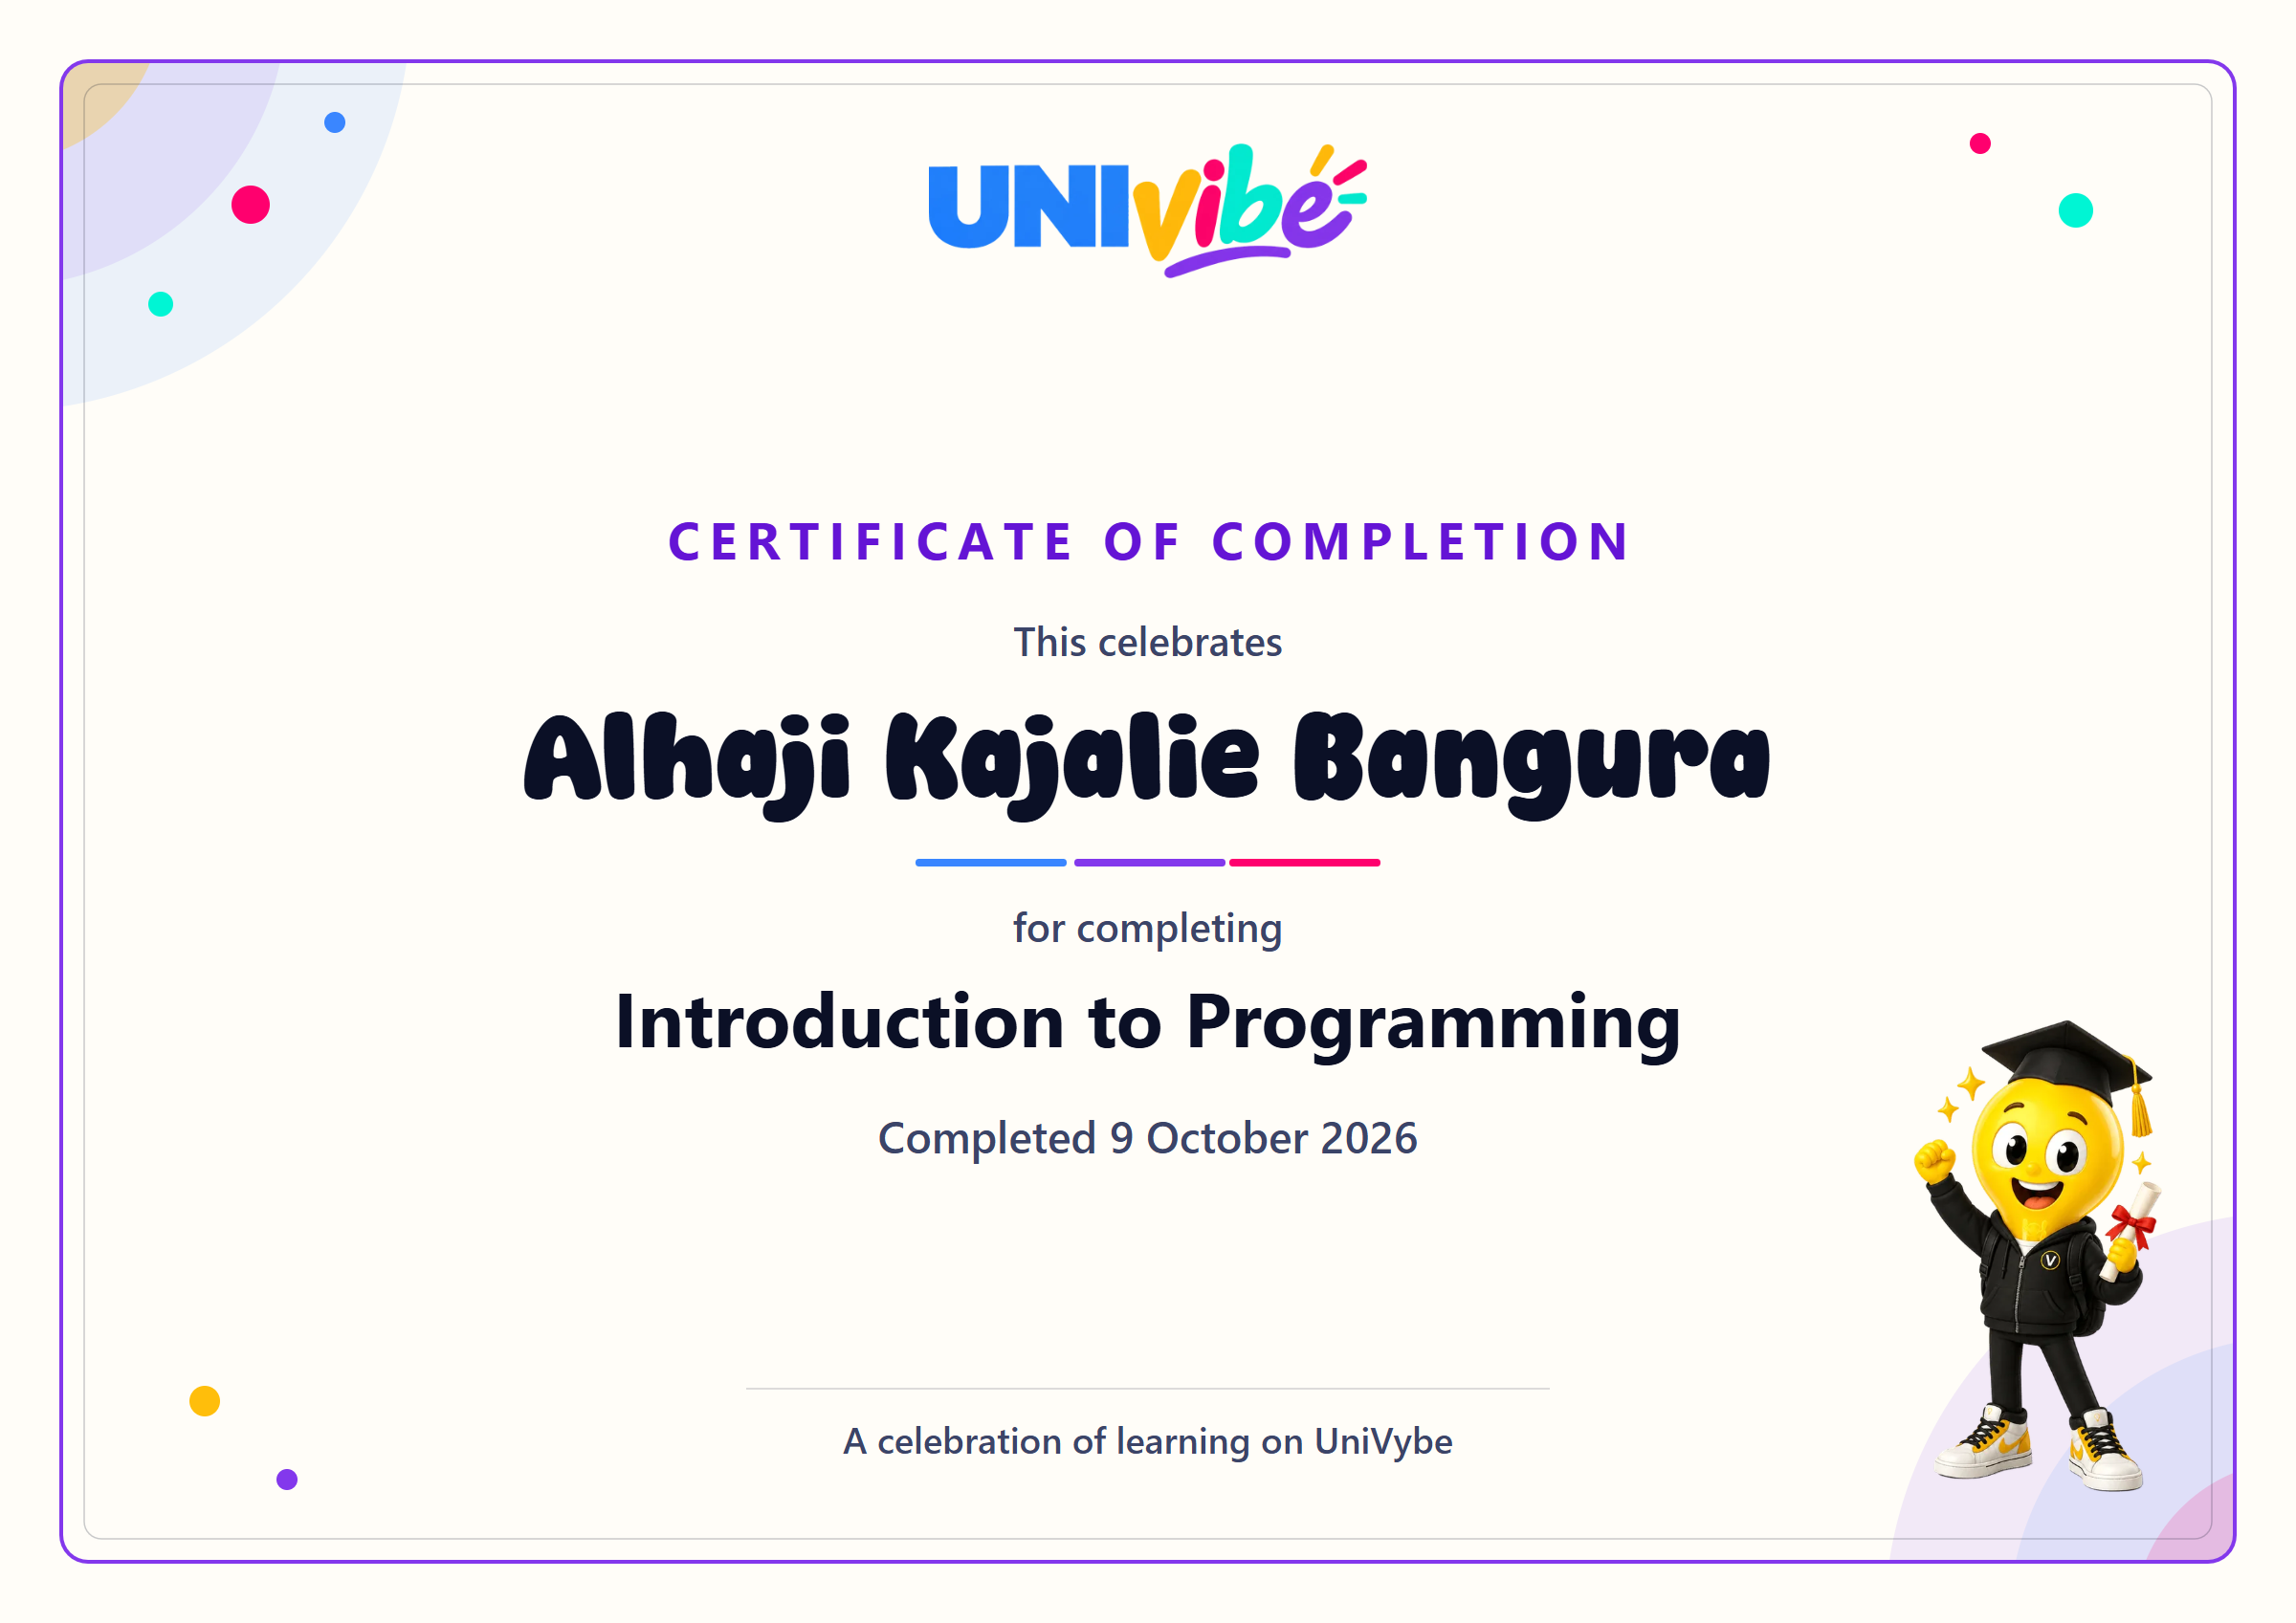 UNIvibe
CERTIFICATE OF COMPLETION
This celebrates
Alhaji Kajalie Bangura
for completing
Introduction to Programming
Completed 9 October 2026
V
A celebration of learning on UniVybe